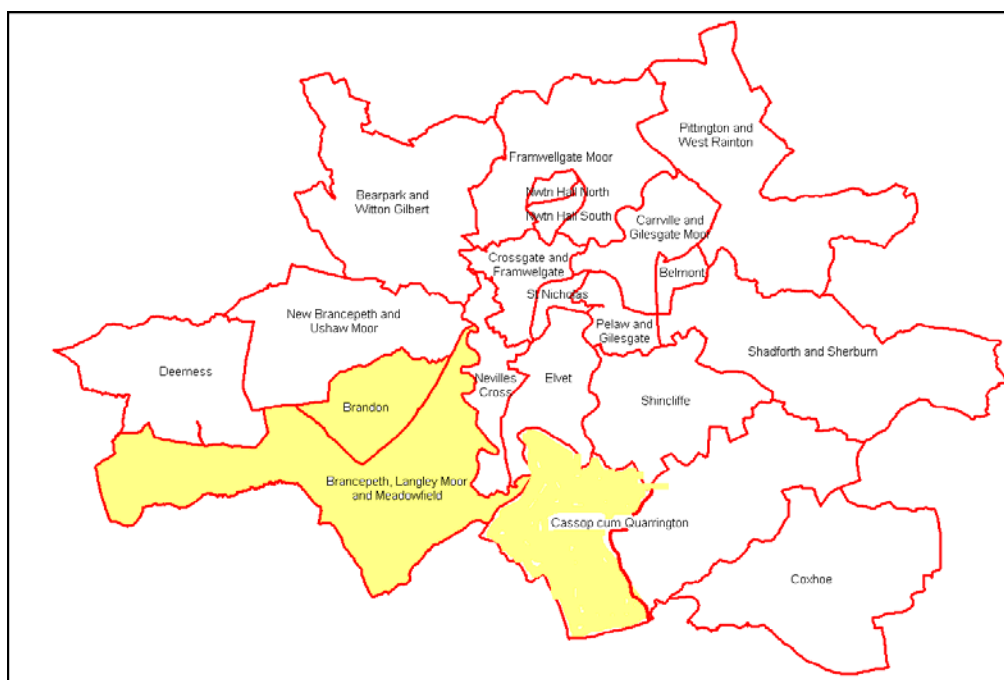 Pittington and
West Rainton
Framwellgate Moor
Nwtn Hall North
Bearpark and
Witton Gilbert
Nwtn Hall South
Carrville and
Gilesgate Moor
Crossgate and
Framwelgate
Belmont
St Nicholas
New Brancepeth and
Ushaw Moor
Pelaw and
Gilesgate
Shadforth and Sherburn
Deerness
Nevilles
Cross
Elvet
Shincliffe
Brandon
Brancepeth, Langley Moor
and Meadowfield
Cassop cum Quarrington
Coxhoe